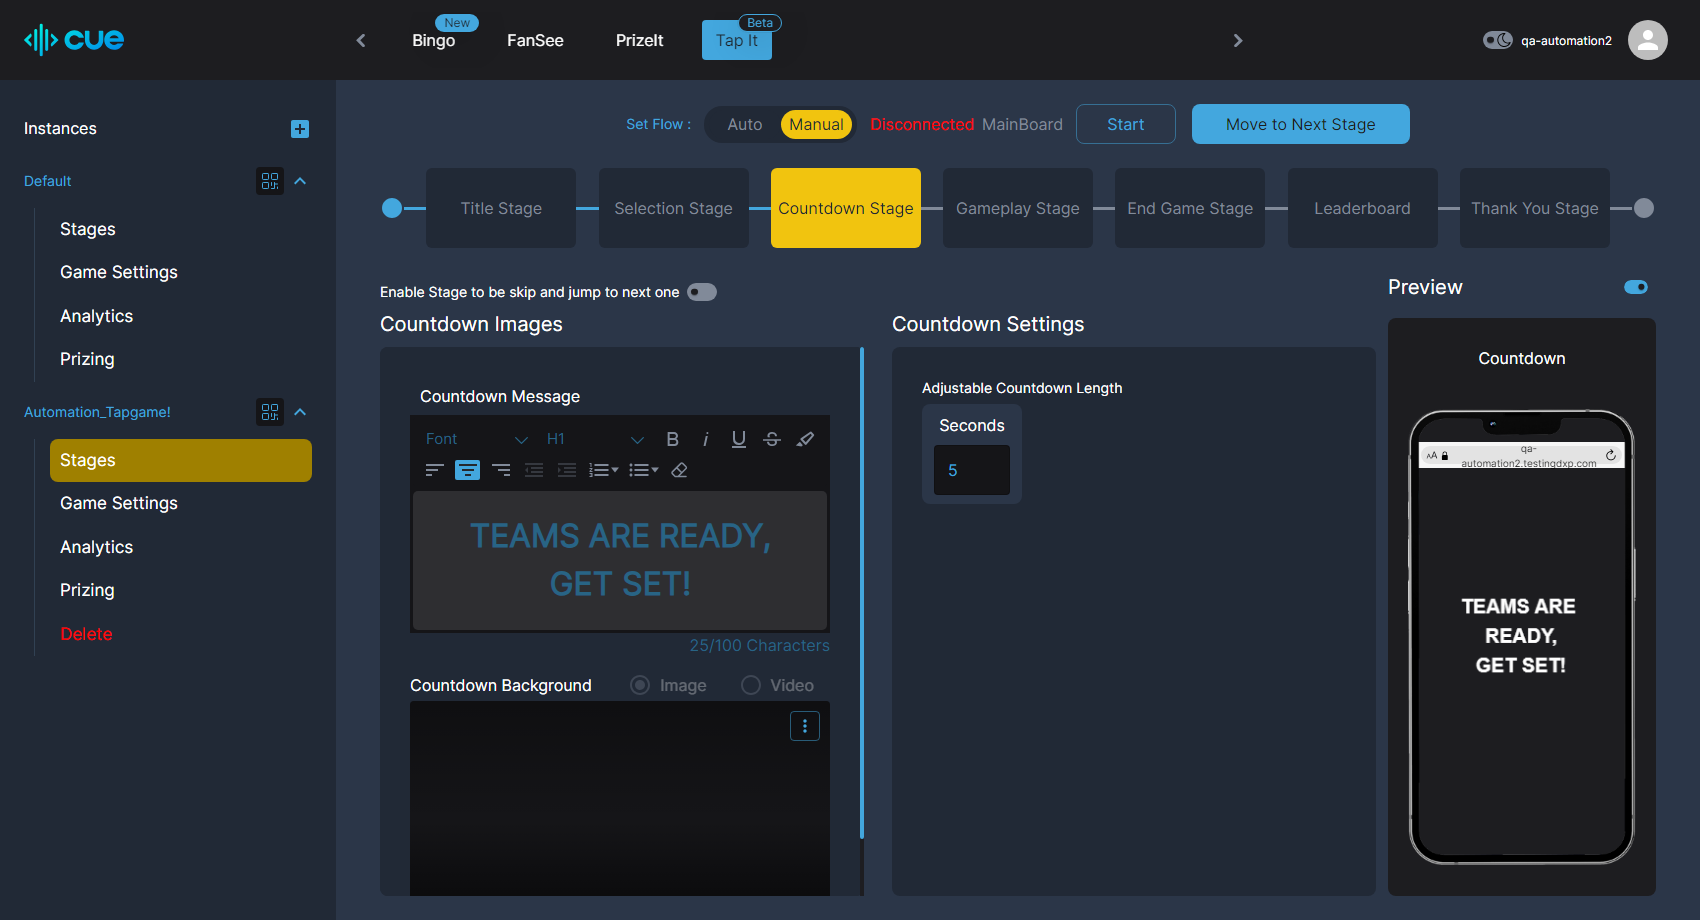 cue
New
Bingo
FanSee
PrizeIt
Beta
Tap It
qa-automation2
Instances
Default
Stages
Game Settings
Analytics
Prizing
Automation_Tapgame!
Stages
Game Settings
Analytics
Prizing
Delete
Set Flow :
Auto
Manual
Disconnected MainBoard
Start
Move to Next Stage
Title Stage
Selection Stage
Countdown Stage
Gameplay Stage
End Game Stage
Leaderboard
Thank You Stage
Enable Stage to be skip and jump to next one
Countdown Images
Countdown Message
Font
H1
B
i
U
S
TEAMS ARE READY,
GET SET!
25/100 Characters
Countdown Background
Image
Video
Countdown Settings
Adjustable Countdown Length
Seconds
5
Preview
Countdown
AA
qa-
automation2.testingdxp.com
TEAMS ARE
READY,
GET SET!